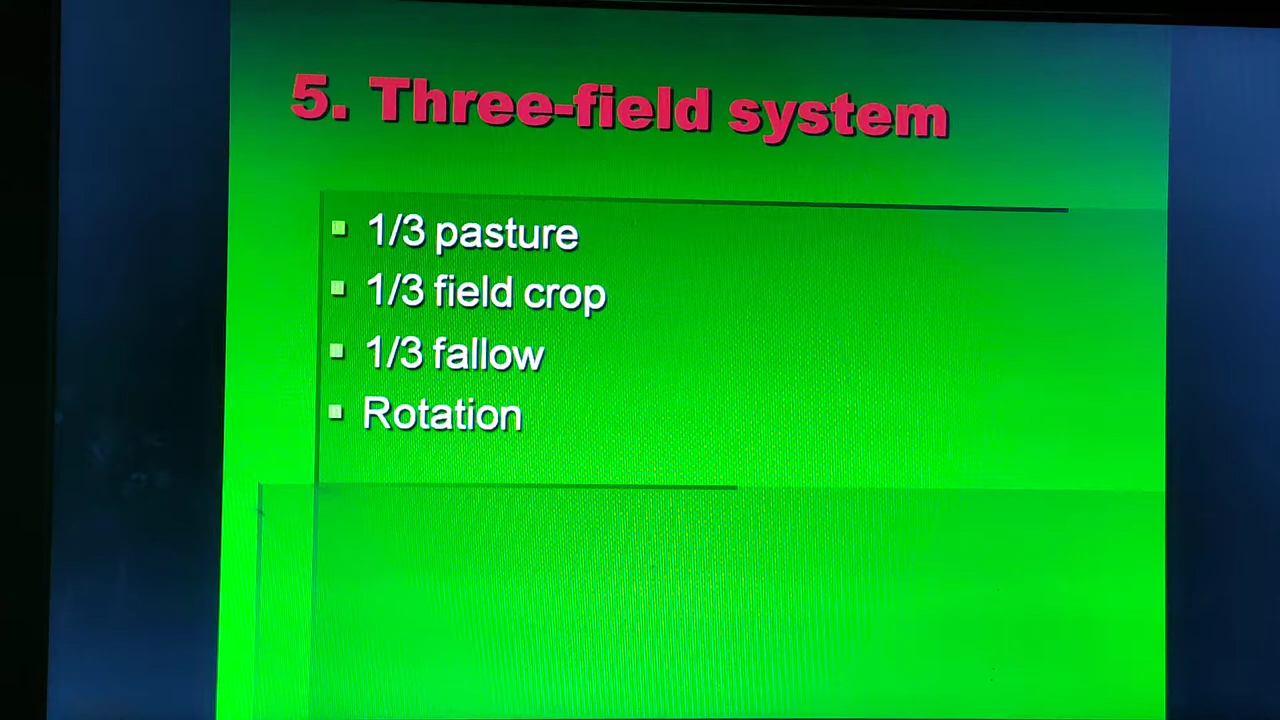 5. Three-field system
1/3 pasture
1/3 field crop
1/3 fallow
Rotation